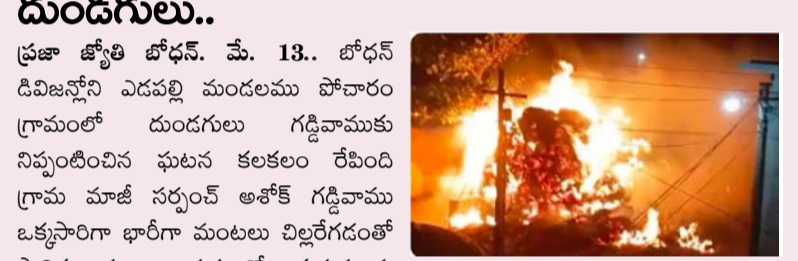 దుండగులు..
ప్రజా జ్యోతి బోధన్. మే. 13.. బోధన్
డివిజన్లోని ఎడపల్లి మండలము పోచారం
గ్రామంలో దుండగులు గడ్డివాముకు
నిప్పంటించిన ఘటన కలకలం రేపింది
గ్రామ మాజీ సర్పంచ్ అశోక్ గడ్డివాము
ఒక్కసారిగా భారీగా మంటలు చిల్లరేగడంతో